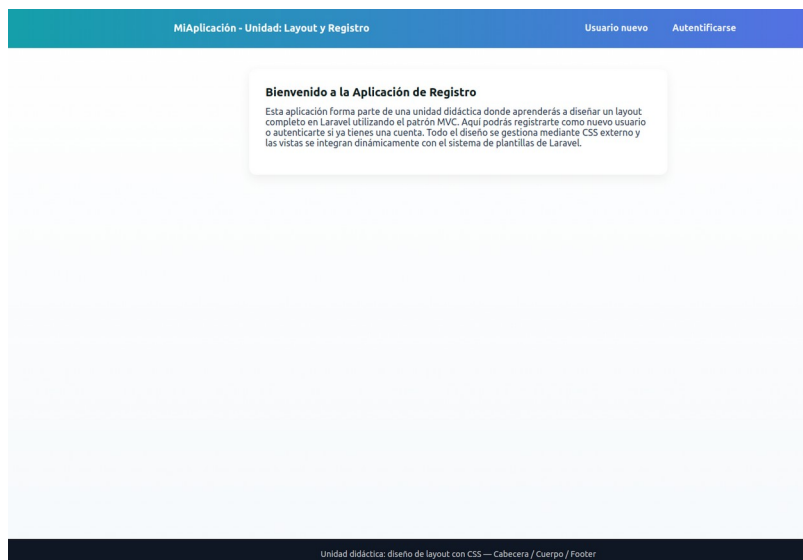 MiAplicación - Unidad: Layout y Registro
Usuario nuevo
Autentificarse
Bienvenido a la Aplicación de Registro
Esta aplicación forma parte de una unidad didáctica donde aprenderás a diseñar un layout
completo en Laravel utilizando el patrón MVC. Aquí podrás registrarte como nuevo usuario
o autenticarte si ya tienes una cuenta. Todo el diseño se gestiona mediante CSS externo y
las vistas se integran dinámicamente con el sistema de plantillas de Laravel.
Unidad didáctica: diseño de layout con CSS — Cabecera / Cuerpo / Footer